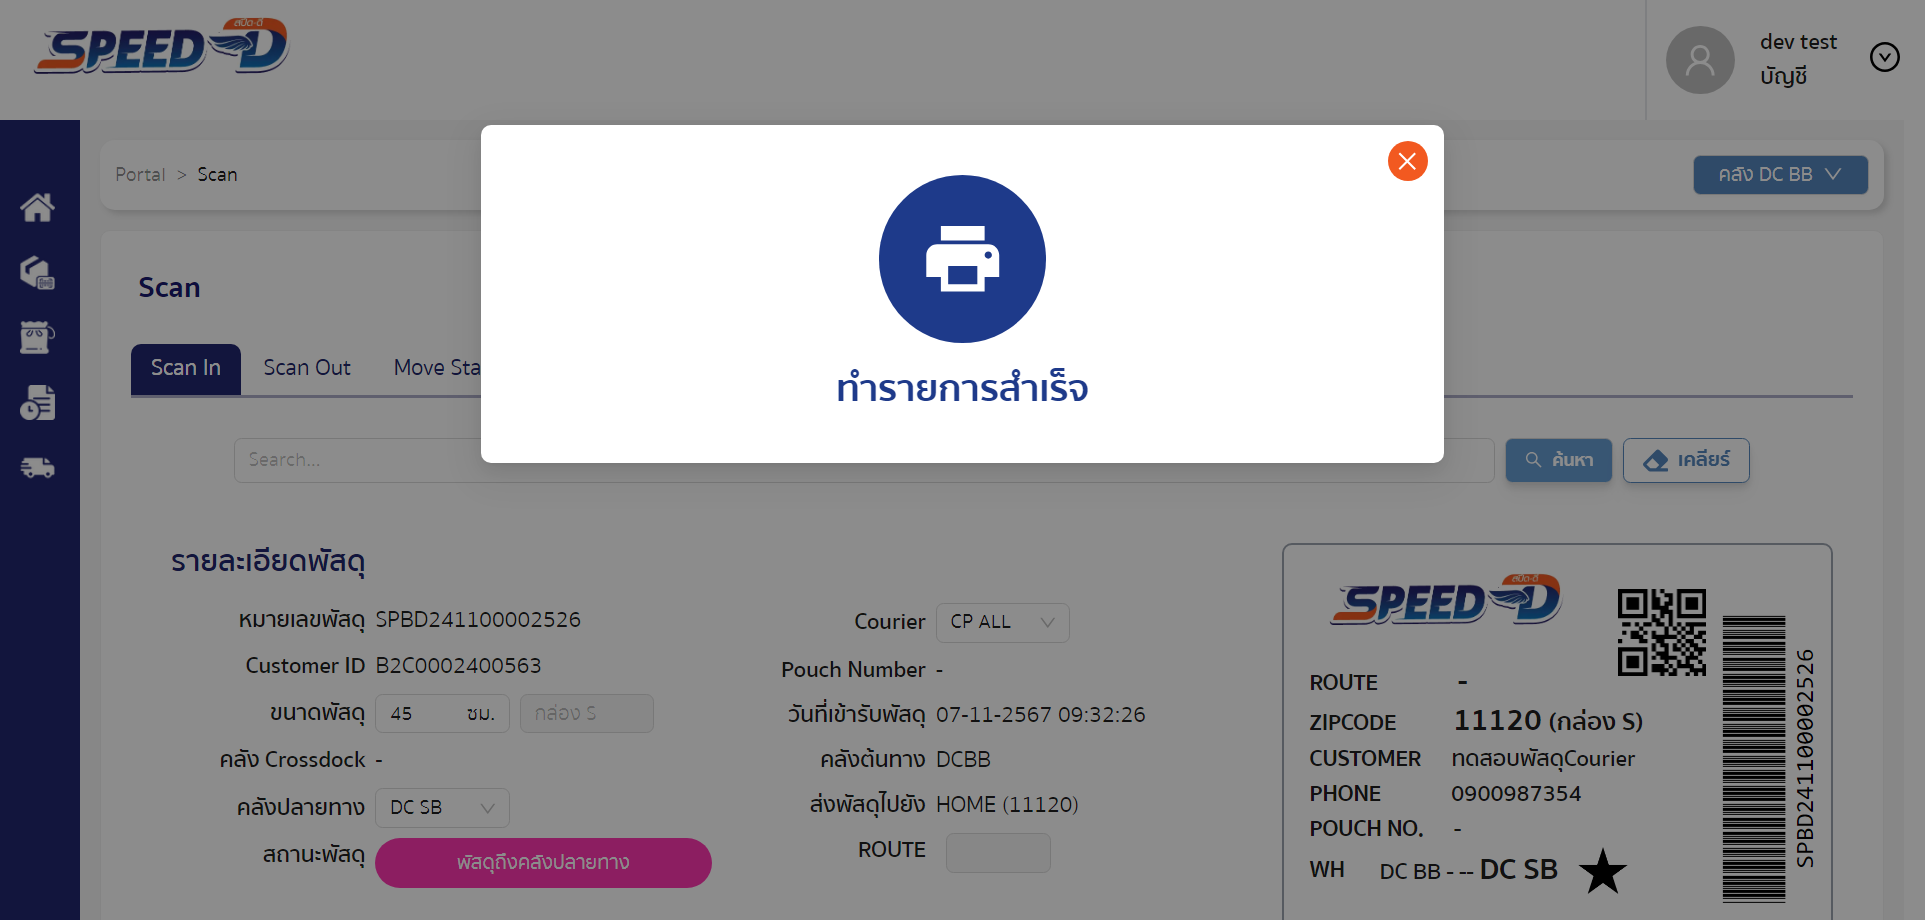 สปีด-ดี
SPEED-D
dev test
บัญชี
Portal > Scan
คลัง DC BB
ทำรายการสำเร็จ
Scan
Scan In
Scan Out
Move Sta
Search...
ค้นหา
เคลียร์
รายละเอียดพัสดุ
หมายเลขพัสดุ SPBD241100002526
Customer ID B2C0002400563
ขนาดพัสดุ 45 ซม. กล่อง S
คลัง Crossdock -
คลังปลายทาง DC SB
สถานะพัสดุ พัสดุถึงคลังปลายทาง
Courier CP ALL
Pouch Number -
วันที่เข้ารับพัสดุ 07-11-2567 09:32:26
คลังต้นทาง DCBB
ส่งพัสดุไปยัง HOME (11120)
ROUTE
สปีด-ดี
SPEED-D
ROUTE -
ZIPCODE 11120 (กล่อง S)
CUSTOMER ทดสอบพัสดุCourier
PHONE 0900987354
POUCH NO. -
WH DC BB - -- DC SB
SPBD241100002526